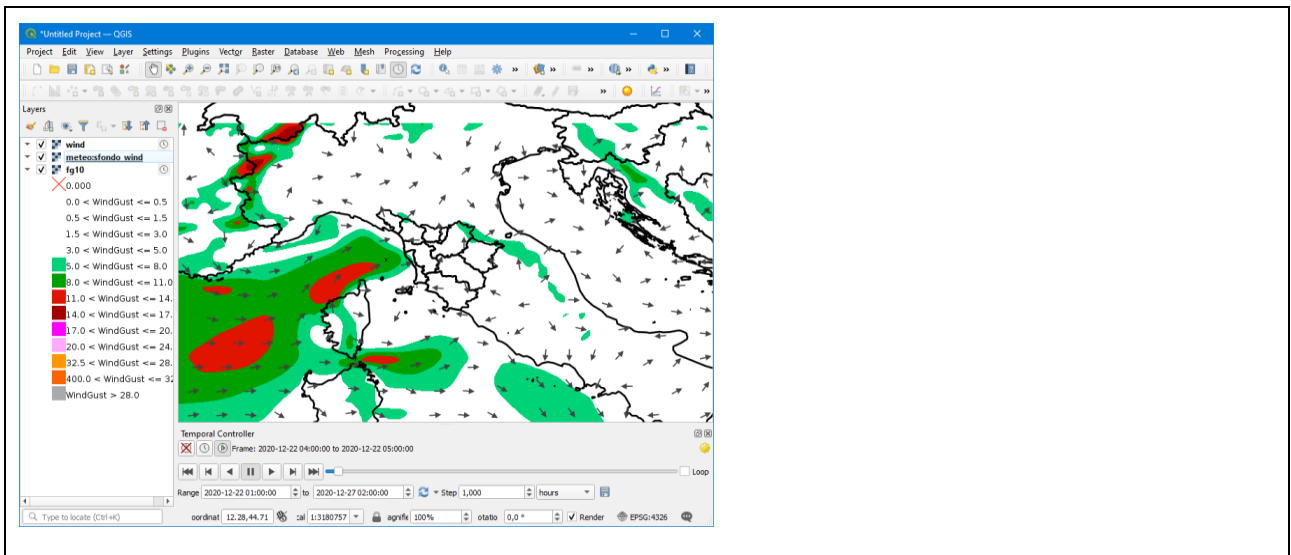 *Untitled Project — QGIS
Project Edit View Layer Settings Plugins Vector Raster Database Web Mesh Processing Help
Layers
wind
meteo:sfondo_wind
fg10
0.000
0.0 < WindGust <= 0.5
0.5 < WindGust <= 1.5
1.5 < WindGust <= 3.0
3.0 < WindGust <= 5.0
5.0 < WindGust <= 8.0
8.0 < WindGust <= 11.0
11.0 < WindGust <= 14.
14.0 < WindGust <= 17.
17.0 < WindGust <= 20.
20.0 < WindGust <= 24.
32.5 < WindGust <= 28.
400.0 < WindGust <= 32
WindGust > 28.0
Temporal Controller
Frame: 2020-12-22 04:00:00 to 2020-12-22 05:00:00
Loop
Range 2020-12-22 01:00:00 to 2020-12-27 02:00:00 Step 1,000 hours
Type to locate (Ctrl+K) oordinat 12.28,44.71 :al 1:3180757 agnifie 100% otatio 0,0 ° Render EPSG:4326